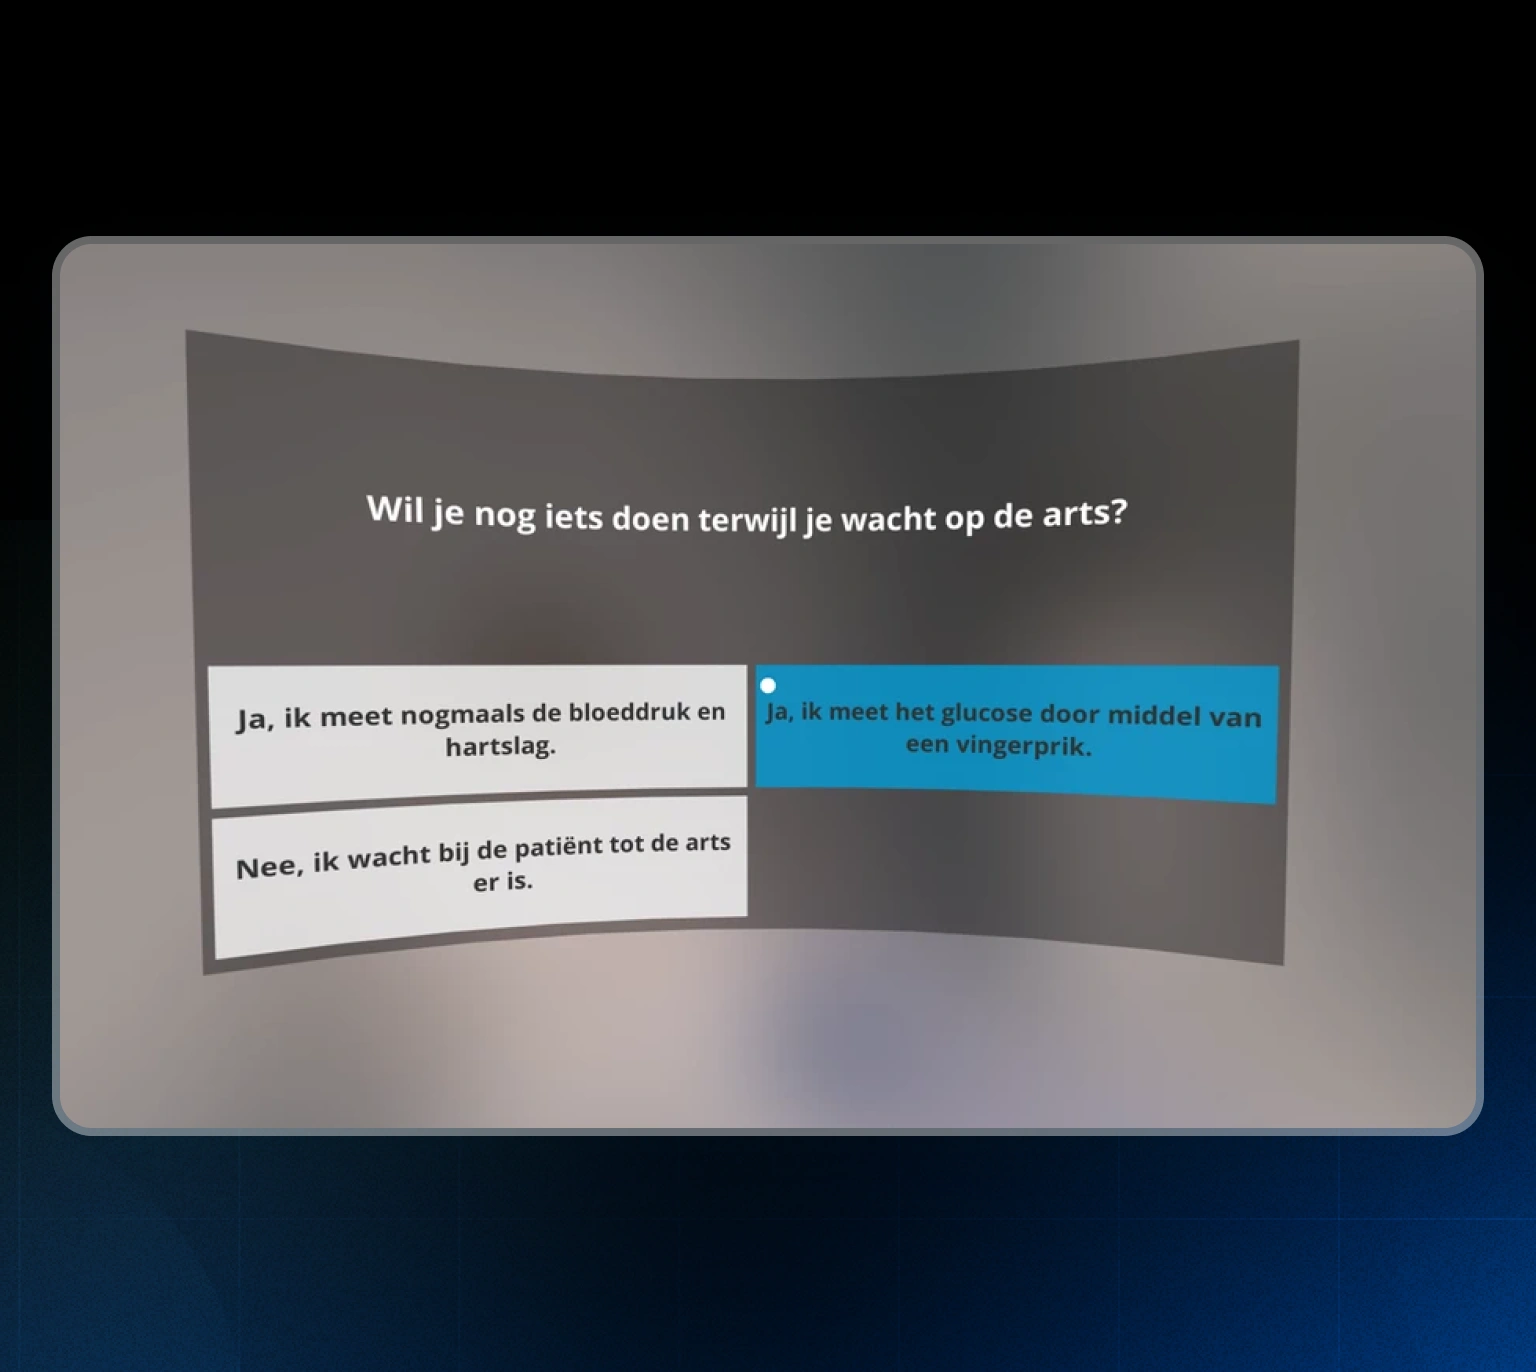 Wil je nog iets doen terwijl je wacht op de arts?
Ja, ik meet nogmaals de bloeddruk en
hartslag.
Ja, ik meet het glucose door middel van
een vingerprik.
Nee, ik wacht bij de patiënt tot de arts
er is.